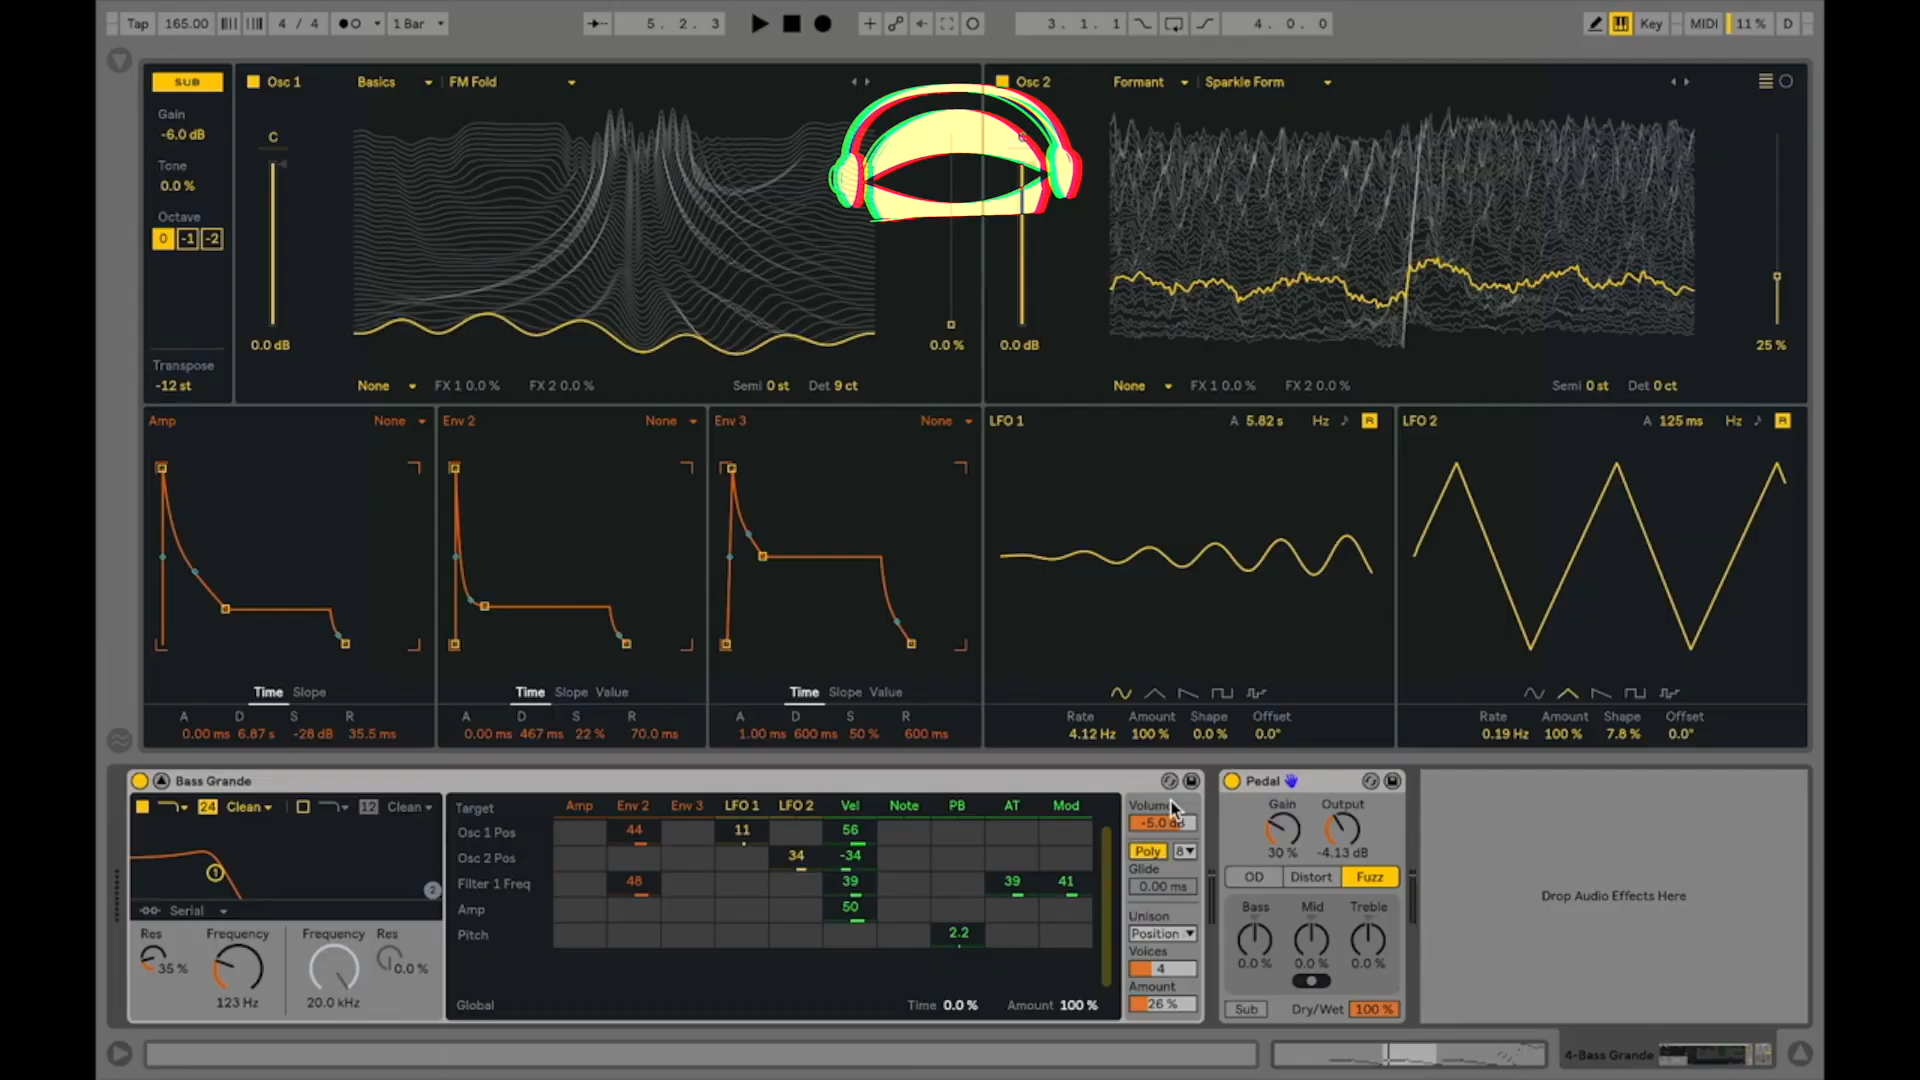 Tap 165.00 4 / 4 1 Bar 5. 2. 3 3. 1. 1 4. 0. 0 Key MIDI 11 % D
SUB Osc 1 Basics FM Fold Osc 2 Formant Sparkle Form
Gain
-6.0 dB
C
Tone
0.0 %
Octave
0 -1 -2
0.0 dB 0.0 % 0.0 dB 25 %
Transpose
-12 st
None FX 1 0.0 % FX 2 0.0 % Semi 0 st Det 9 ct None FX 1 0.0 % FX 2 0.0 % Semi 0 st Det 0 ct
Amp None Env 2 None Env 3 None LFO 1 A 5.82 s Hz R LFO 2 A 125 ms Hz R
Time Slope Time Slope Value Time Slope Value
A D S R A D S R A D S R Rate Amount Shape Offset Rate Amount Shape Offset
0.00 ms 6.87 s -28 dB 35.5 ms 0.00 ms 467 ms 22 % 70.0 ms 1.00 ms 600 ms 50 % 600 ms 4.12 Hz 100 % 0.0 % 0.0° 0.19 Hz 100 % 7.8 % 0.0°
Bass Grande Pedal
24 Clean 12 Clean Target Amp Env 2 Env 3 LFO 1 LFO 2 Vel Note PB AT Mod Volume Gain Output
Osc 1 Pos 44 11 56 -5.0 dB
30 % -4.13 dB
Osc 2 Pos 34 -34 Poly 8
Glide
1 Filter 1 Freq 48 39 39 41 0.00 ms OD Distort Fuzz
2
Serial Amp 50 Unison Bass Mid Treble
Res Frequency Frequency Res Pitch 2.2 Position
Voices
35 % 0.0 % 4 0.0 % 0.0 % 0.0 %
Amount
123 Hz 20.0 kHz Global Time 0.0 % Amount 100 % 26 % Sub Dry/Wet 100 %
Drop Audio Effects Here
4-Bass Grande